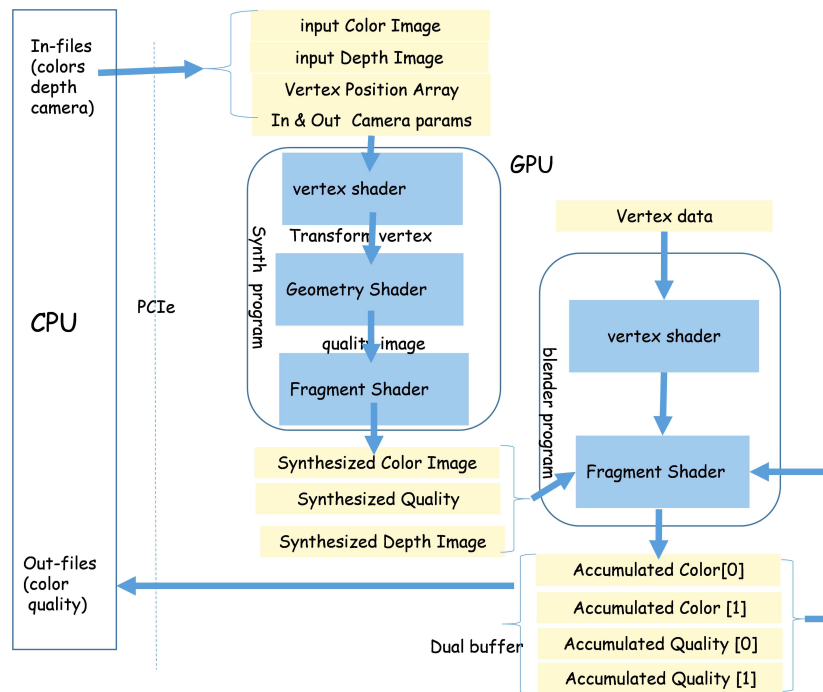 In-files
(colors
depth
camera)
CPU
Out-files
(color
quality)
PCIe
input Color Image
input Depth Image
Vertex Position Array
In & Out Camera params
GPU
Synth program
vertex shader
Transform vertex
Geometry Shader
quality image
Fragment Shader
Synthesized Color Image
Synthesized Quality
Synthesized Depth Image
Vertex data
blender program
vertex shader
Fragment Shader
Dual buffer
Accumulated Color[0]
Accumulated Color [1]
Accumulated Quality [0]
Accumulated Quality [1]